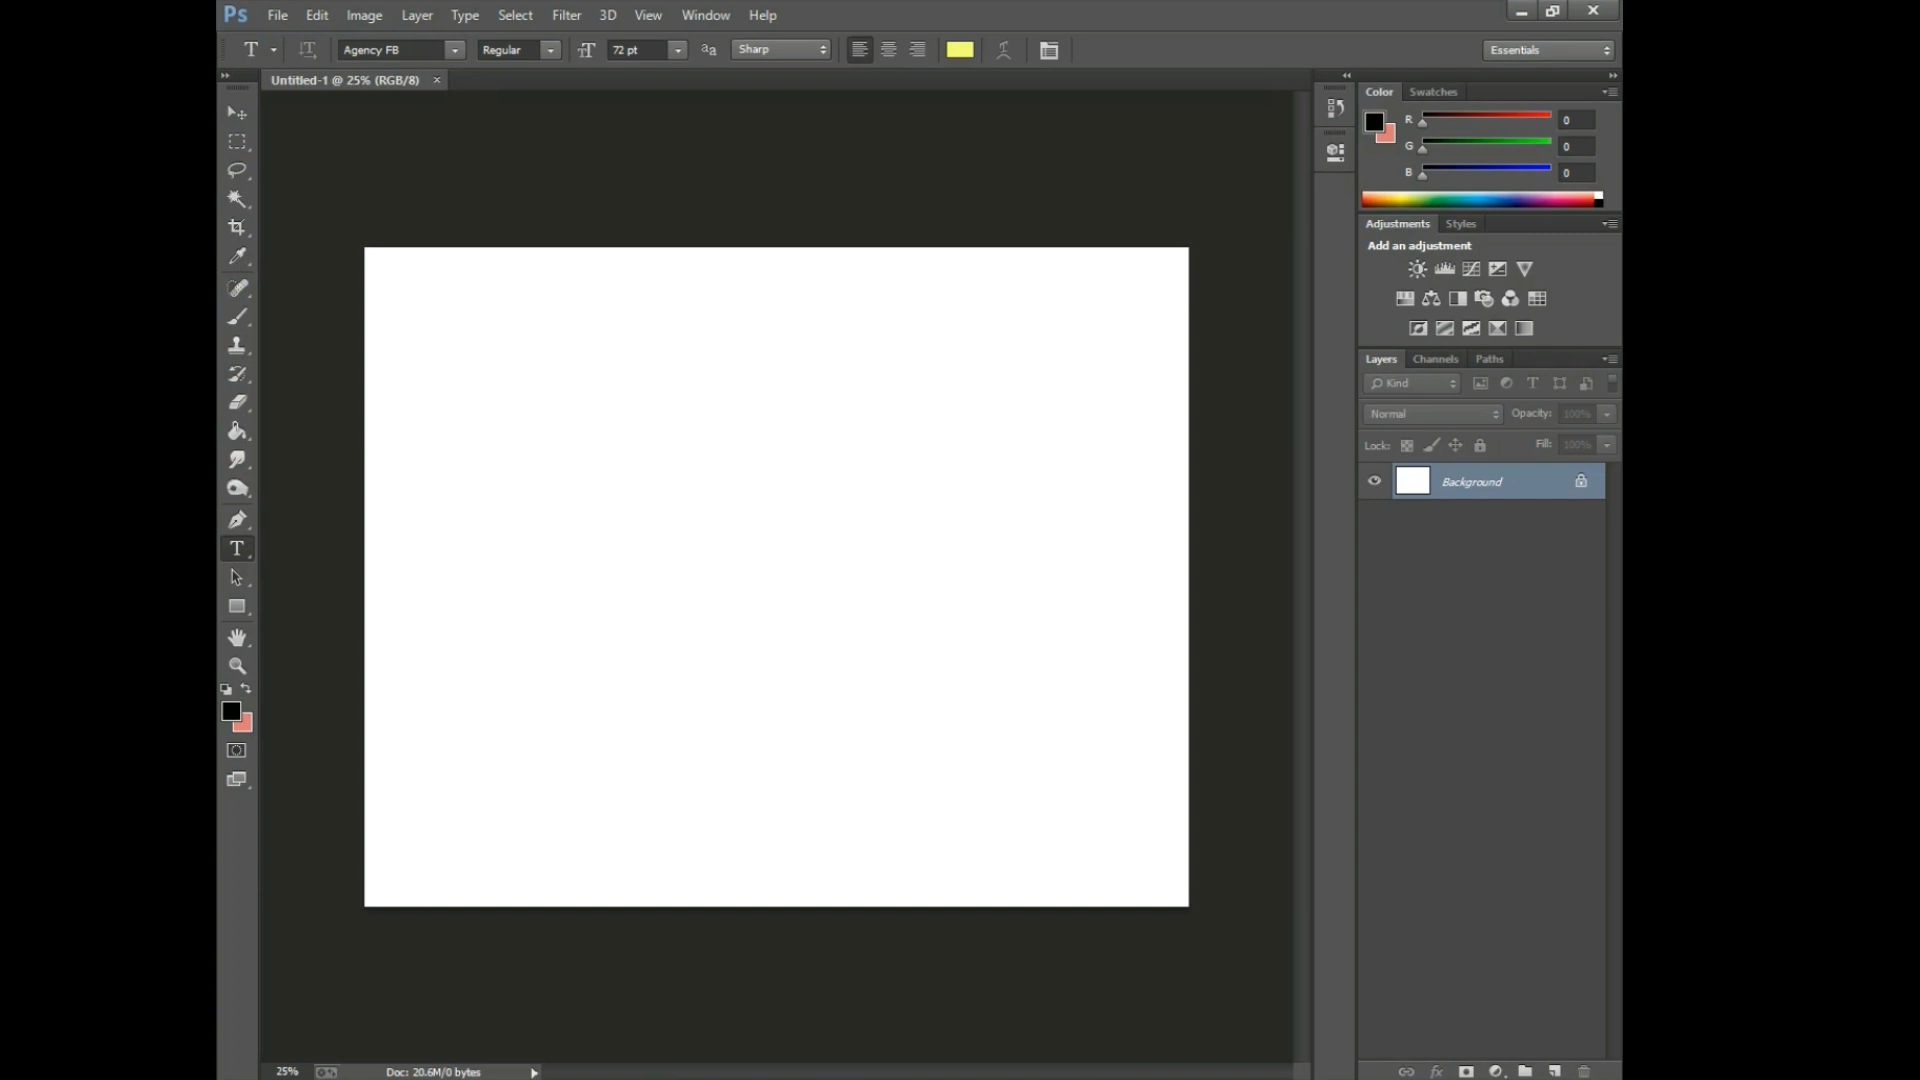 Ps File Edit Image Layer Type Select Filter 3D View Window Help
T Agency FB Regular 72 pt aa Sharp Essentials
Untitled-1 @ 25% (RGB/8) ×
Color Swatches
R 0
G 0
B 0
Adjustments Styles
Add an adjustment
Layers Channels Paths
Kind
Normal Opacity: 100%
Lock: Fill: 100%
Background
25% Doc: 20.6M/0 bytes
fx